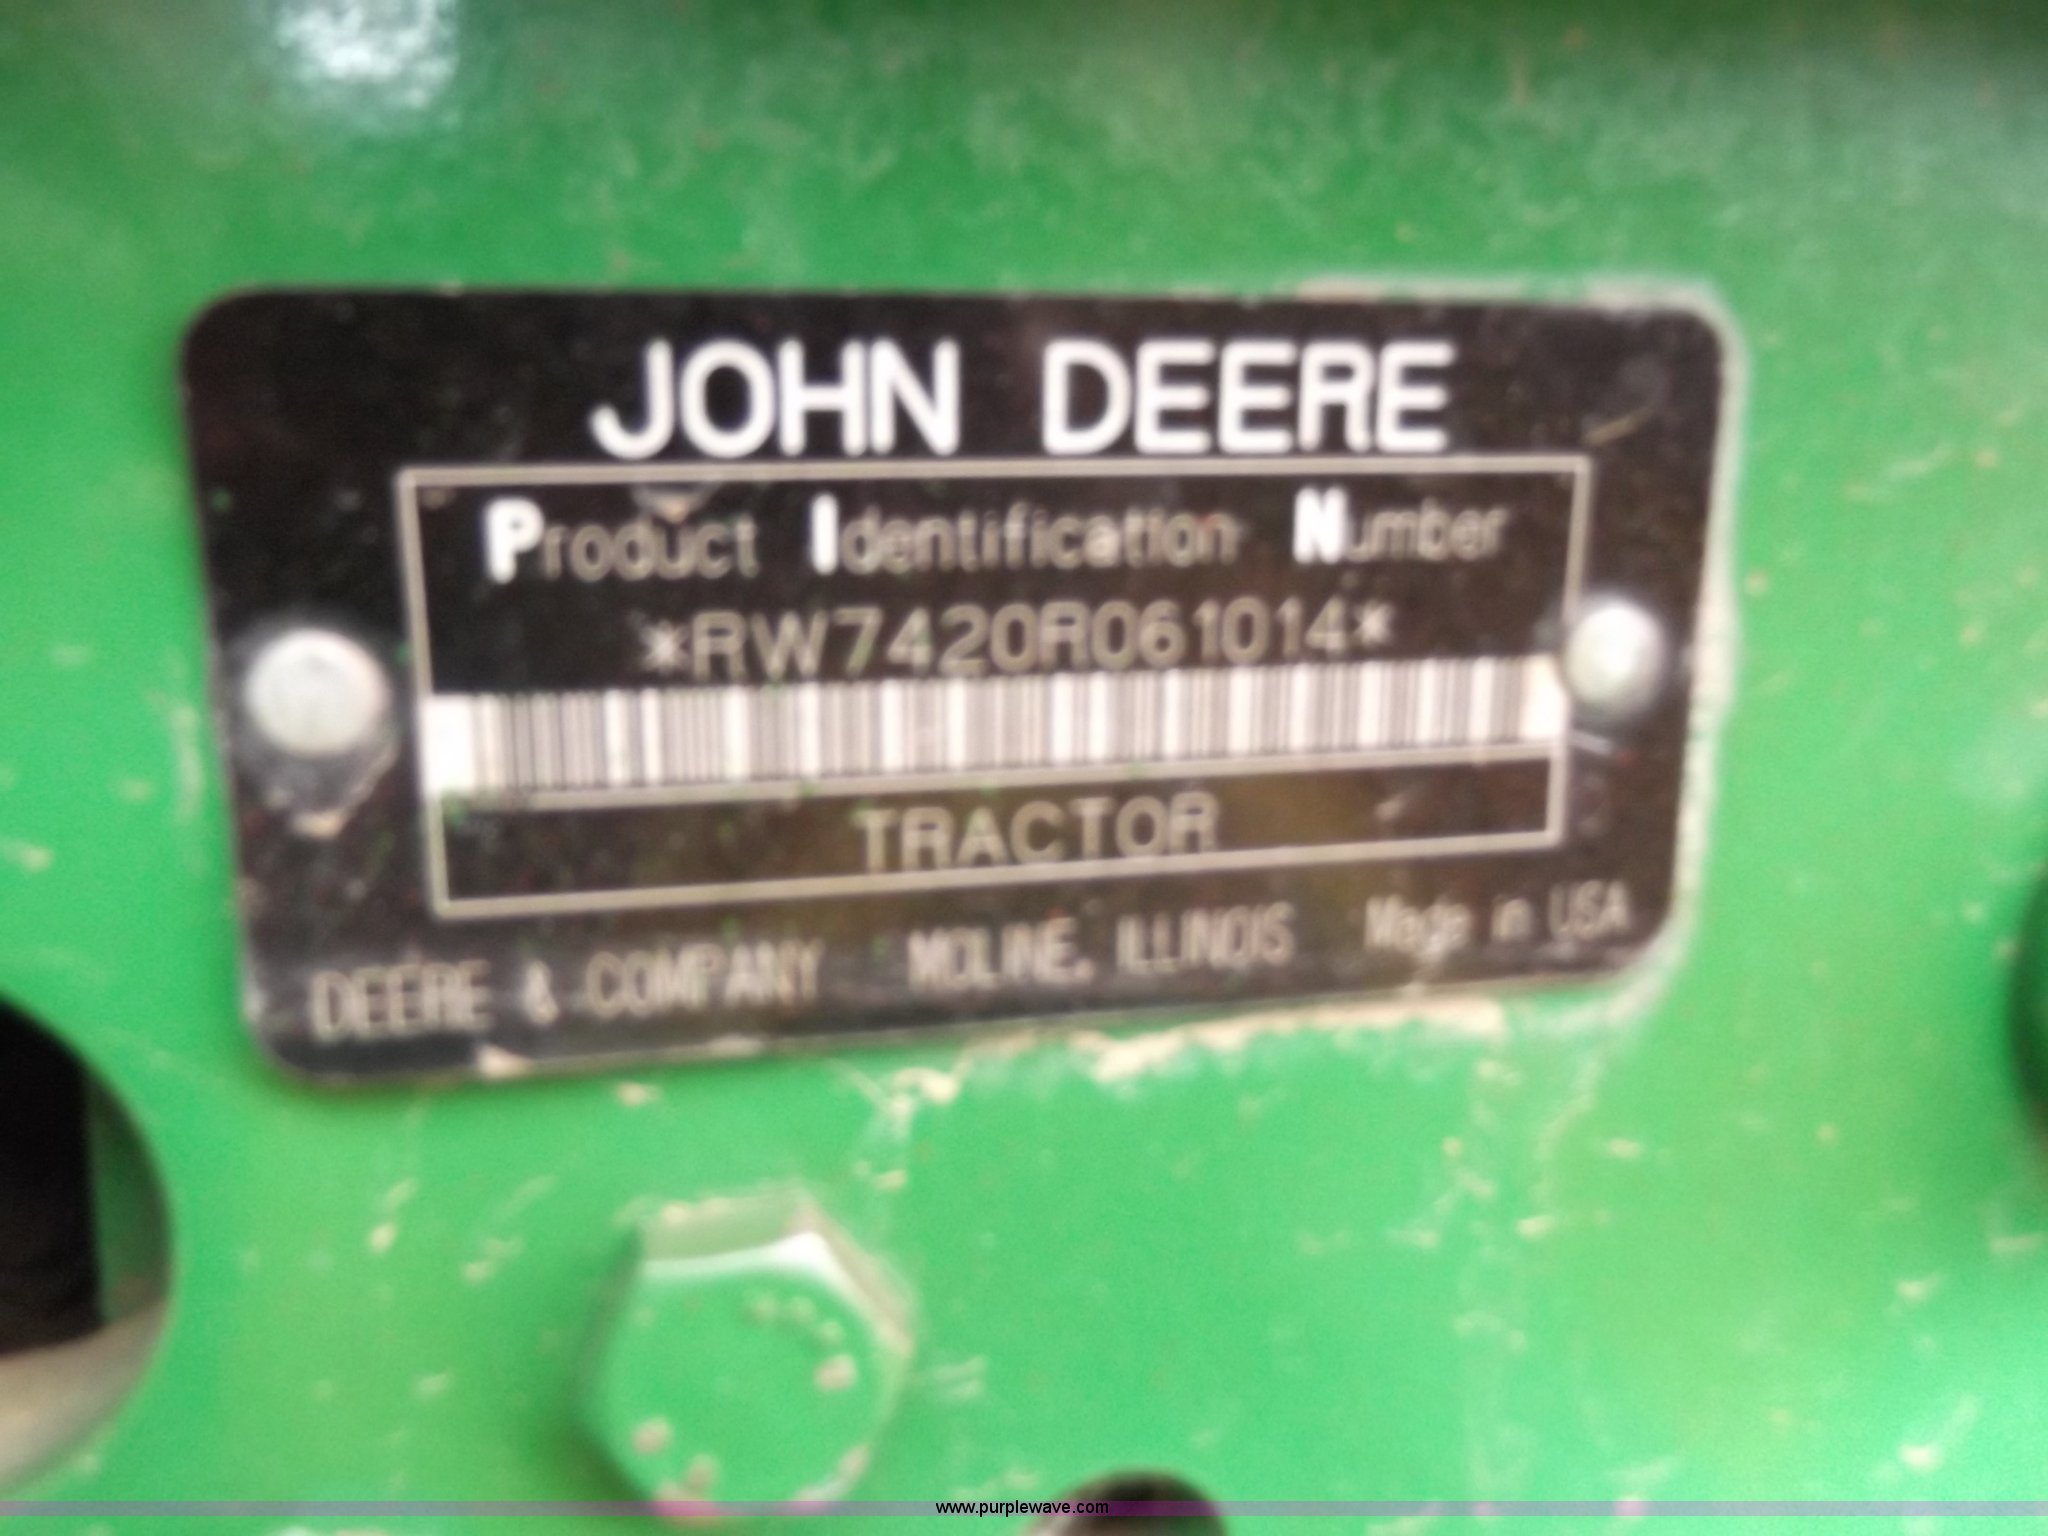 JOHN DEERE
Product Identification Number
*RW7420R061014*
TRACTOR
DEERE & COMPANY MOLINE, ILLINOIS Made in USA
www.purplewave.com